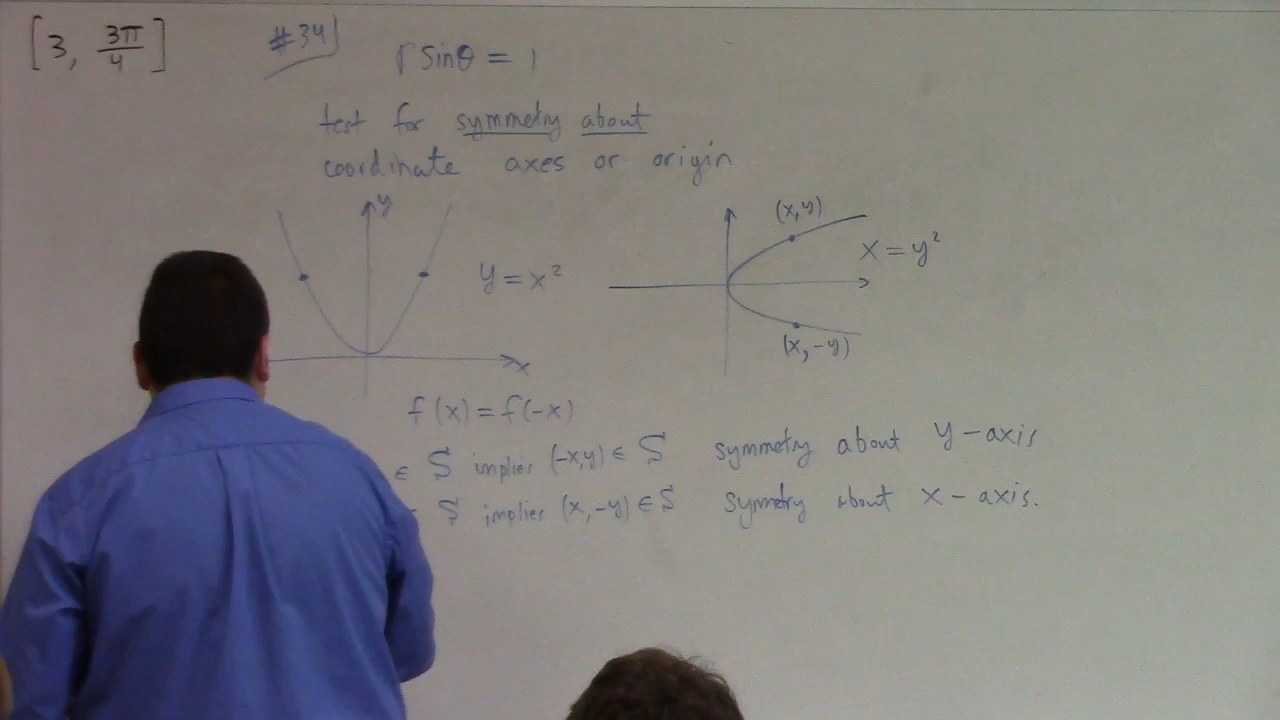 [3, 3π/4]
#34
r sinθ = 1
test for symmetry about
coordinate axes or origin
y
y = x²
x
(x,y)
x = y²
(x,-y)
f(x) = f(-x)
∈ S implies (-x,y) ∈ S symmetry about y-axis
S implies (x,-y) ∈ S symmetry about x-axis.